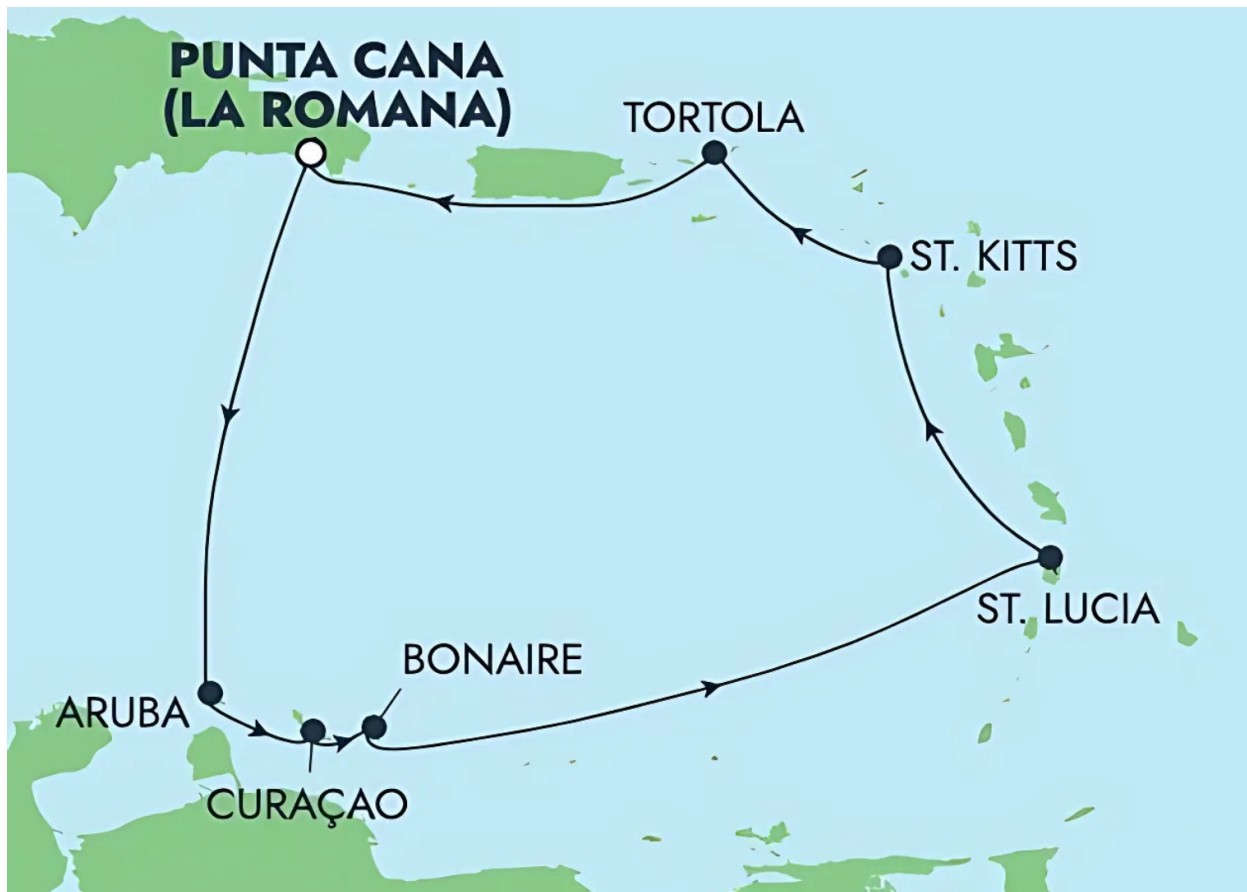 PUNTA CANA
(LA ROMANA)
TORTOLA
ST. KITTS
ST. LUCIA
BONAIRE
ARUBA
CURAÇAO